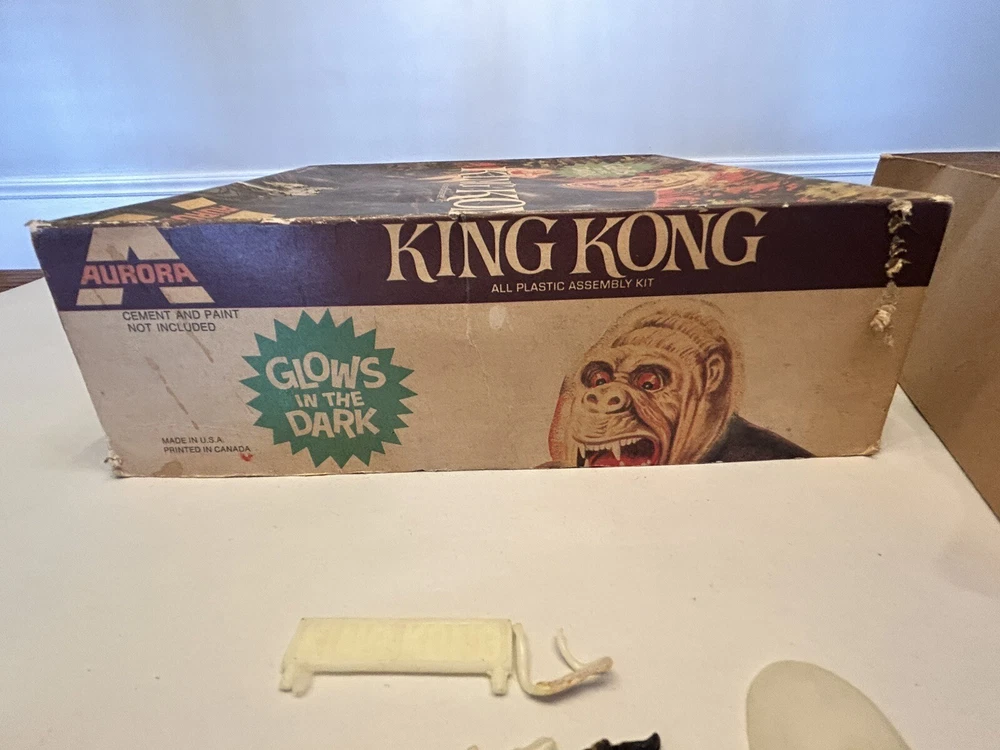 KING KONG
AURORA
ALL PLASTIC ASSEMBLY KIT
CEMENT AND PAINT
NOT INCLUDED
GLOWS
IN THE
DARK
MADE IN U.S.A.
PRINTED IN CANADA